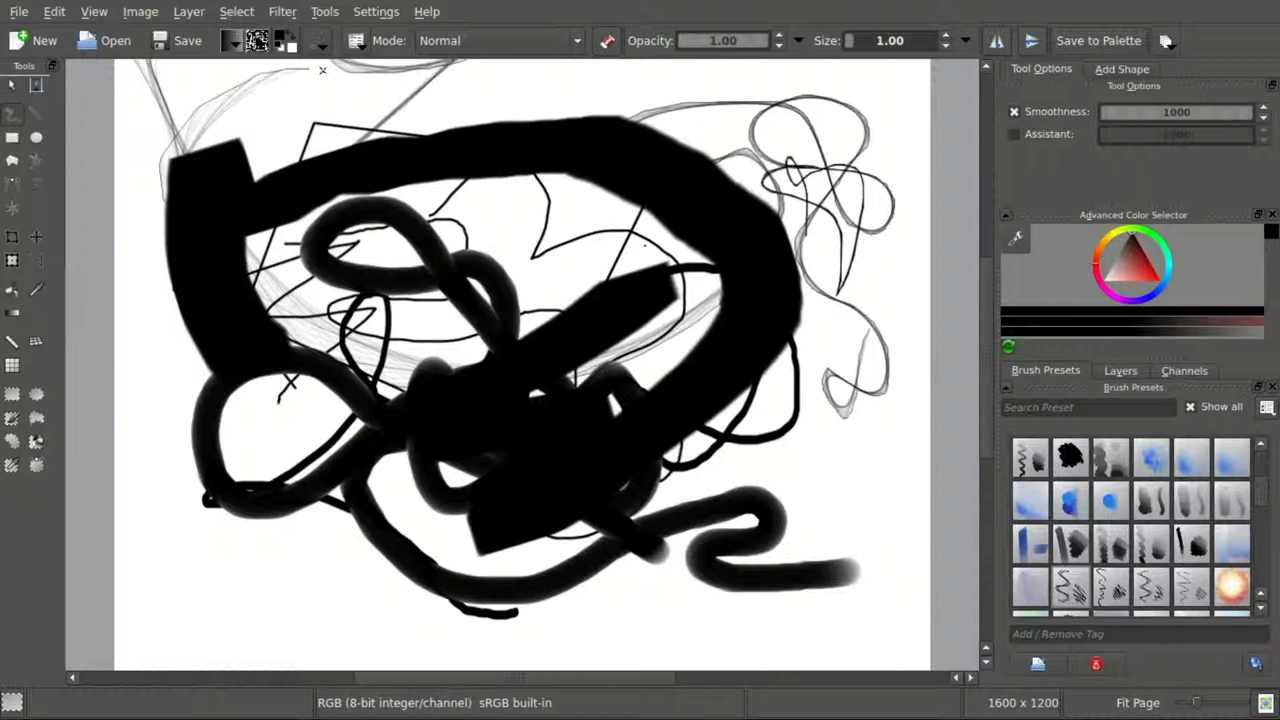 File Edit View Image Layer Select Filter Tools Settings Help
New Open Save Mode: Normal Opacity: 1.00 Size: 1.00 Save to Palette
Tools
Tool Options Add Shape
Tool Options
Smoothness: 1000
Assistant: 1000
Advanced Color Selector
Brush Presets Layers Channels
Brush Presets
Search Preset Show all
Add / Remove Tag
RGB (8-bit integer/channel) sRGB built-in 1600 x 1200 Fit Page